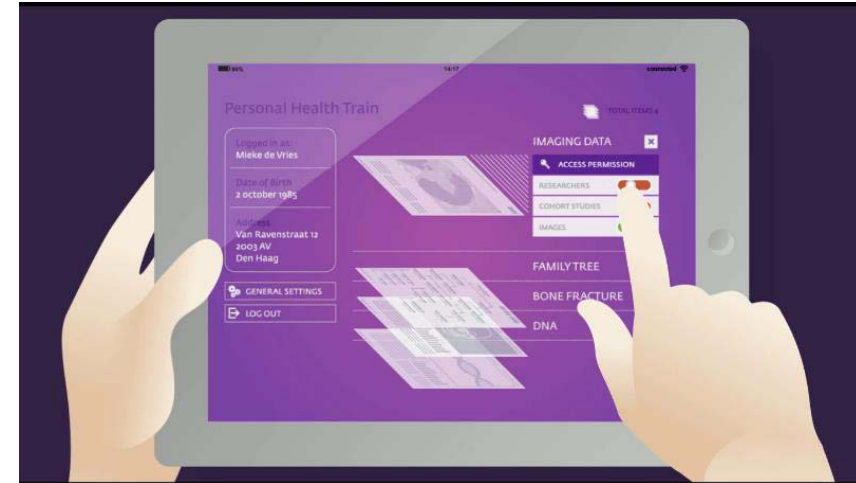 86%
14:17
connected
Personal Health Train
TOTAL ITEMS 4
Logged in as:
Mieke de Vries
Date of Birth
2 october 1985
Address
Van Ravenstraat 12
2003 AV
Den Haag
GENERAL SETTINGS
LOG OUT
IMAGING DATA
ACCESS PERMISSION
RESEARCHERS
COHORT STUDIES
IMAGES
FAMILY TREE
BONE FRACTURE
DNA